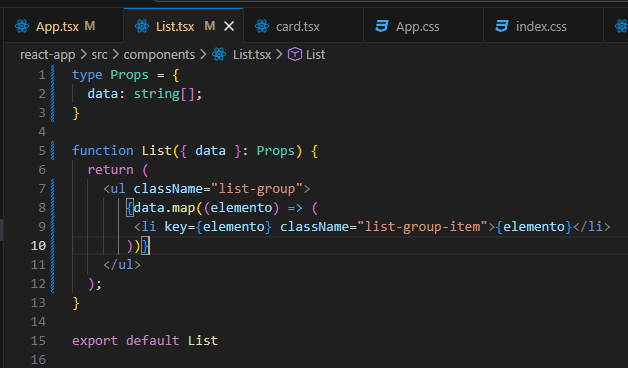 App.tsx M List.tsx M card.tsx App.css index.css
react-app > src > components > List.tsx > List
1 type Props = {
2   data: string[];
3 }
4
5 function List({ data }: Props) {
6   return (
7     <ul className="list-group">
8       {data.map((elemento) => (
9         <li key={elemento} className="list-group-item">{elemento}</li>
10       ))}
11     </ul>
12   );
13 }
14
15 export default List
16